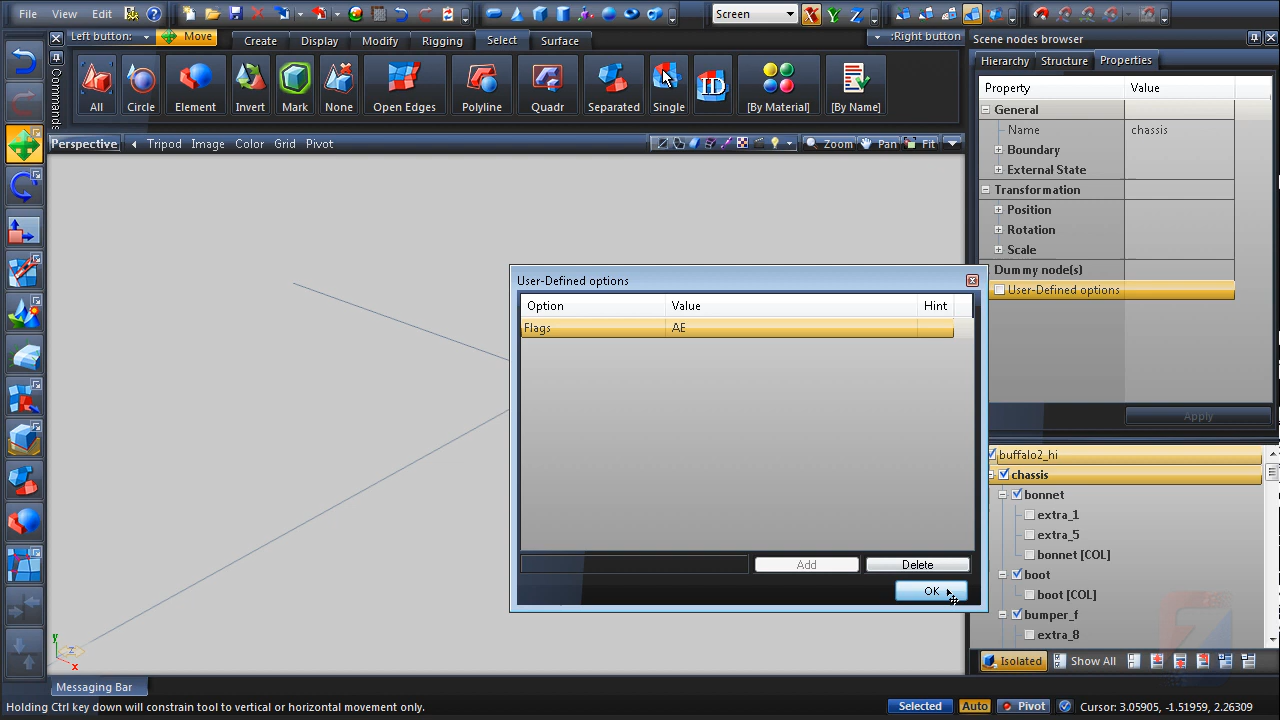 File View Edit
Screen
X Y Z
Scene nodes browser
Left button: Move
Create Display Modify Rigging Select Surface
:Right button
Commands
All Circle Element Invert Mark None Open Edges Polyline Quadr Separated Single ID [By Material] [By Name]
Hierarchy Structure Properties
Property Value
General
Name chassis
Boundary
External State
Transformation
Position
Rotation
Scale
Dummy node(s)
User-Defined options
Apply
Perspective Tripod Image Color Grid Pivot
Zoom Pan Fit
User-Defined options
Option Value Hint
Flags AE
Add Delete
OK
buffalo2_hi
chassis
bonnet
extra_1
extra_5
bonnet [COL]
boot
boot [COL]
bumper_f
extra_8
Isolated Show All
y
z
x
Messaging Bar
Holding Ctrl key down will constrain tool to vertical or horizontal movement only.
Selected Auto Pivot Cursor: 3.05905, -1.51959, 2.26309